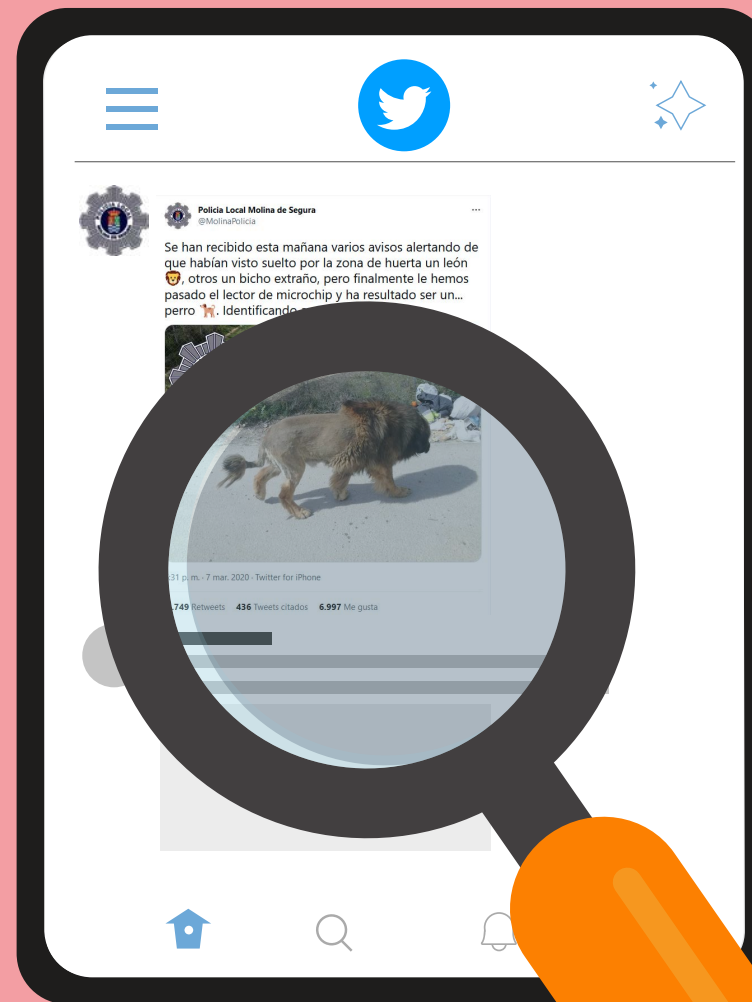 Policia Local Molina de Segura
@MolinaPolicia
Se han recibido esta mañana varios avisos alertando de
que habían visto suelto por la zona de huerta un león
🦁, otros un bicho extraño, pero finalmente le hemos
pasado el lector de microchip y ha resultado ser un...
perro 🐕. Identificando
31 p. m. · 7 mar. 2020 · Twitter for iPhone
.749 Retweets 436 Tweets citados 6.997 Me gusta